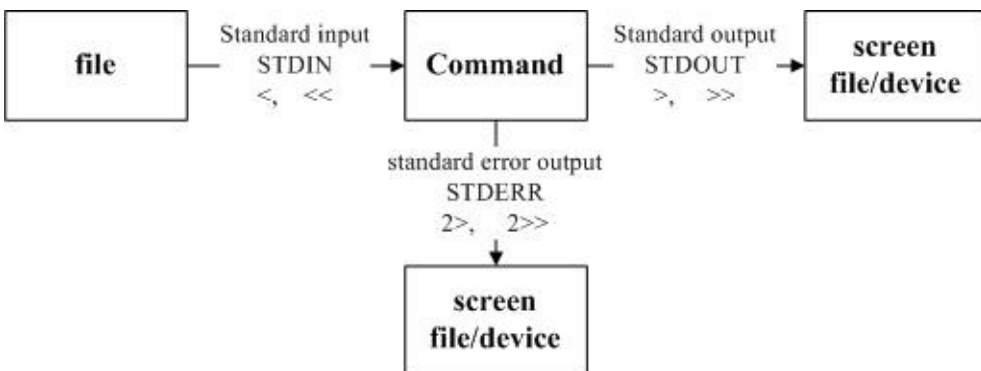 file
Standard input
STDIN
<, <<
Command
Standard output
STDOUT
>, >>
screen
file/device
standard error output
STDERR
2>, 2>>
screen
file/device